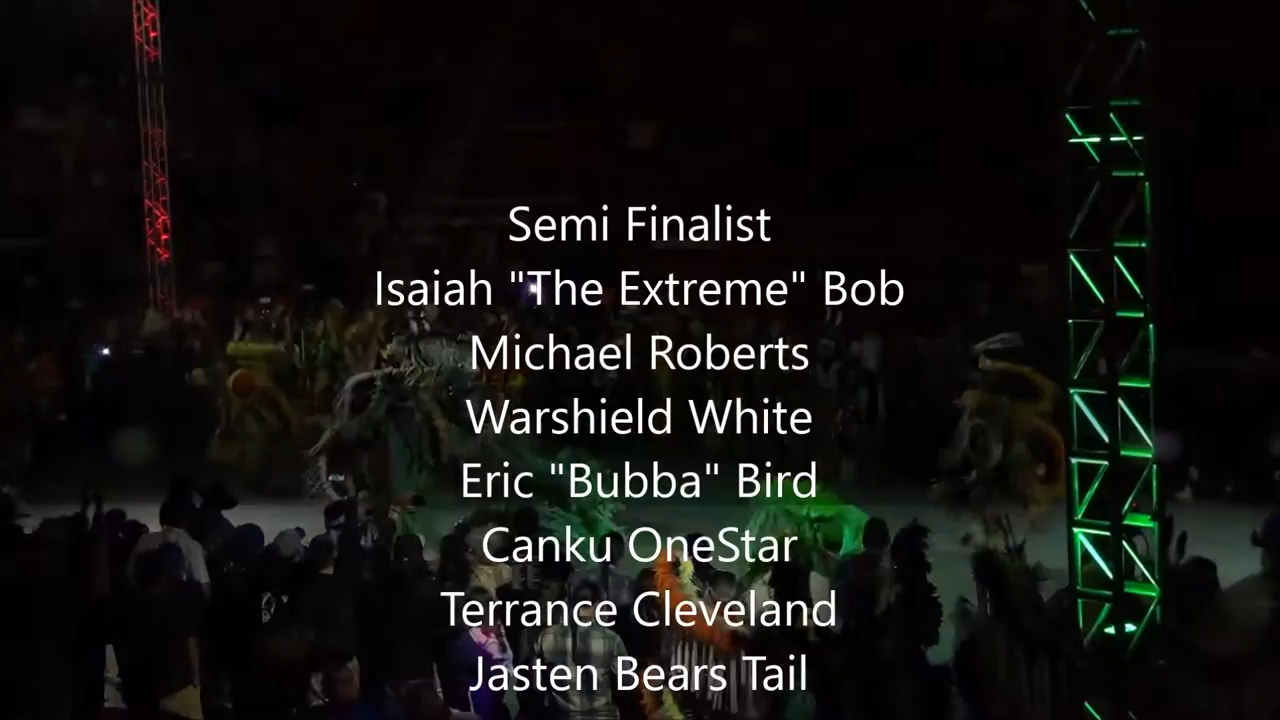 Semi Finalist
Isaiah "The Extreme" Bob
Michael Roberts
Warshield White
Eric "Bubba" Bird
Canku OneStar
Terrance Cleveland
Jasten Bears Tail